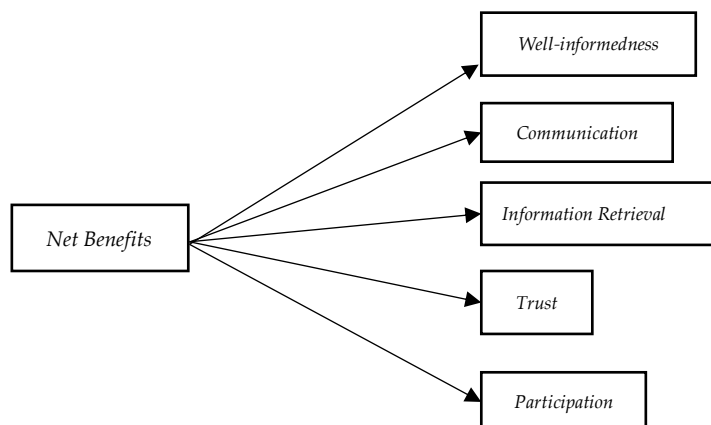 Well-informedness
Communication
Information Retrieval
Net Benefits
Trust
Participation